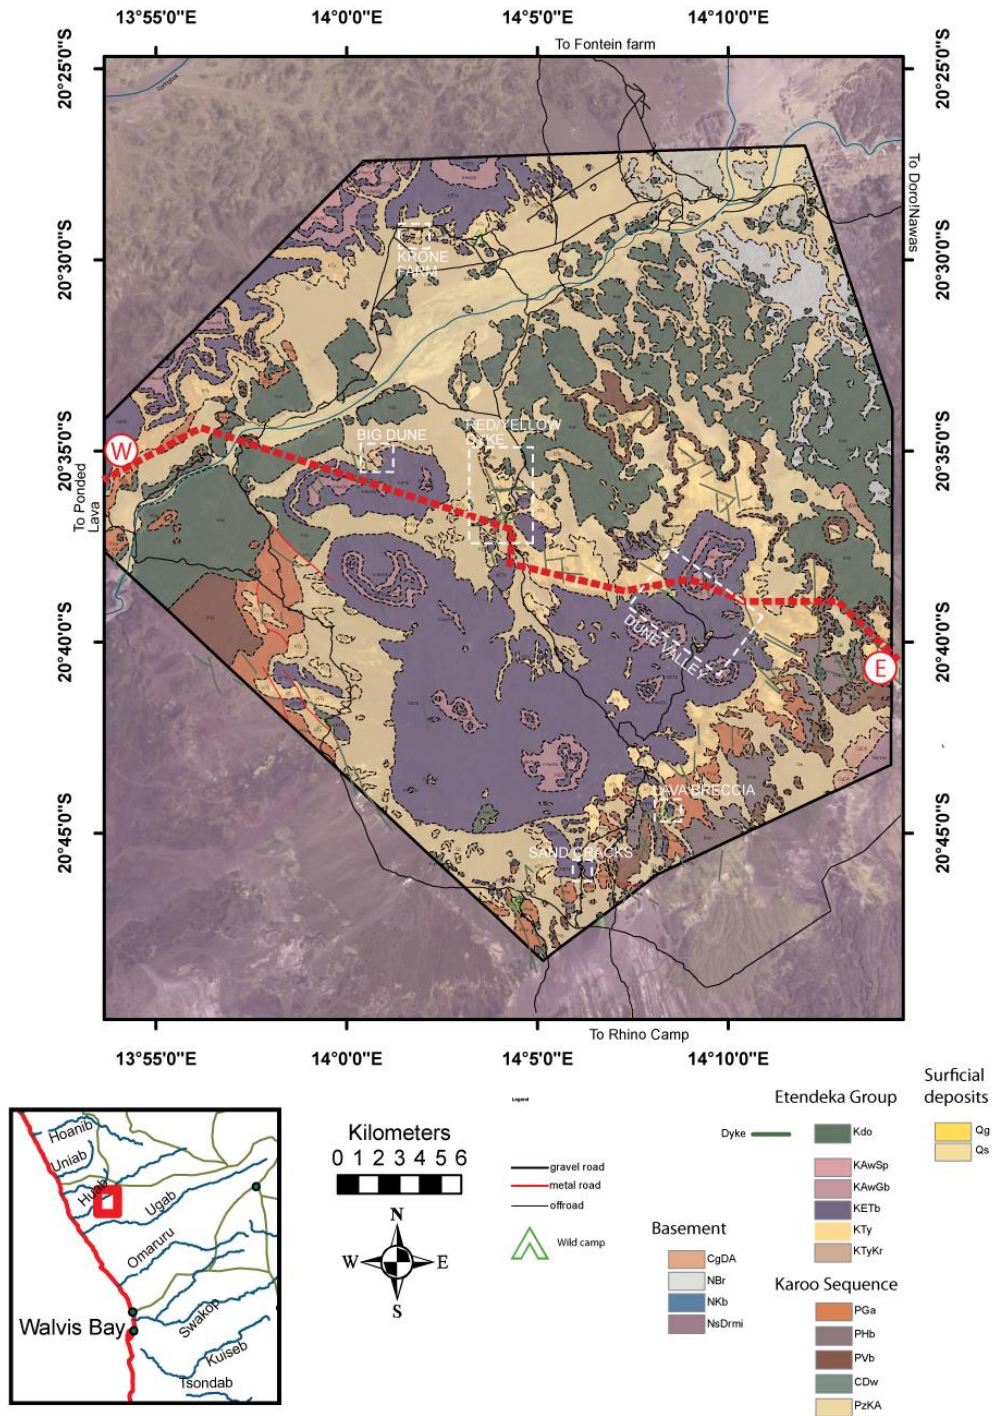 13°55'0"E 14°0'0"E 14°5'0"E 14°10'0"E
To Fontein farm
20°25'0"S
20°25'0"S
To Doro!Nawas
20°30'0"S
20°30'0"S
KRONE
FARM
20°35'0"S
20°35'0"S
BIG DUNE
RED/YELLOW
DYKE
W
To Ponded
Lava
DUNE VALLEY
20°40'0"S
20°40'0"S
E
LAVA BRECCIA
20°45'0"S
20°45'0"S
SAND CRACKS
To Rhino Camp
13°55'0"E 14°0'0"E 14°5'0"E 14°10'0"E
Hoanib
Uniab
Huab
Ugab
Omaruru
Swakop
Walvis Bay
Kuiseb
Tsondab
Kilometers
0 1 2 3 4 5 6
N
W E
S
Legend
gravel road
metal road
offroad
Wild camp
Basement
CgDA
NBr
NKb
NsDrmi
Etendeka Group
Dyke
Kdo
KAwSp
KAwGb
KETb
KTy
KTyKr
Karoo Sequence
PGa
PHb
PVb
CDw
PzKA
Surficial
deposits
Qg
Qs